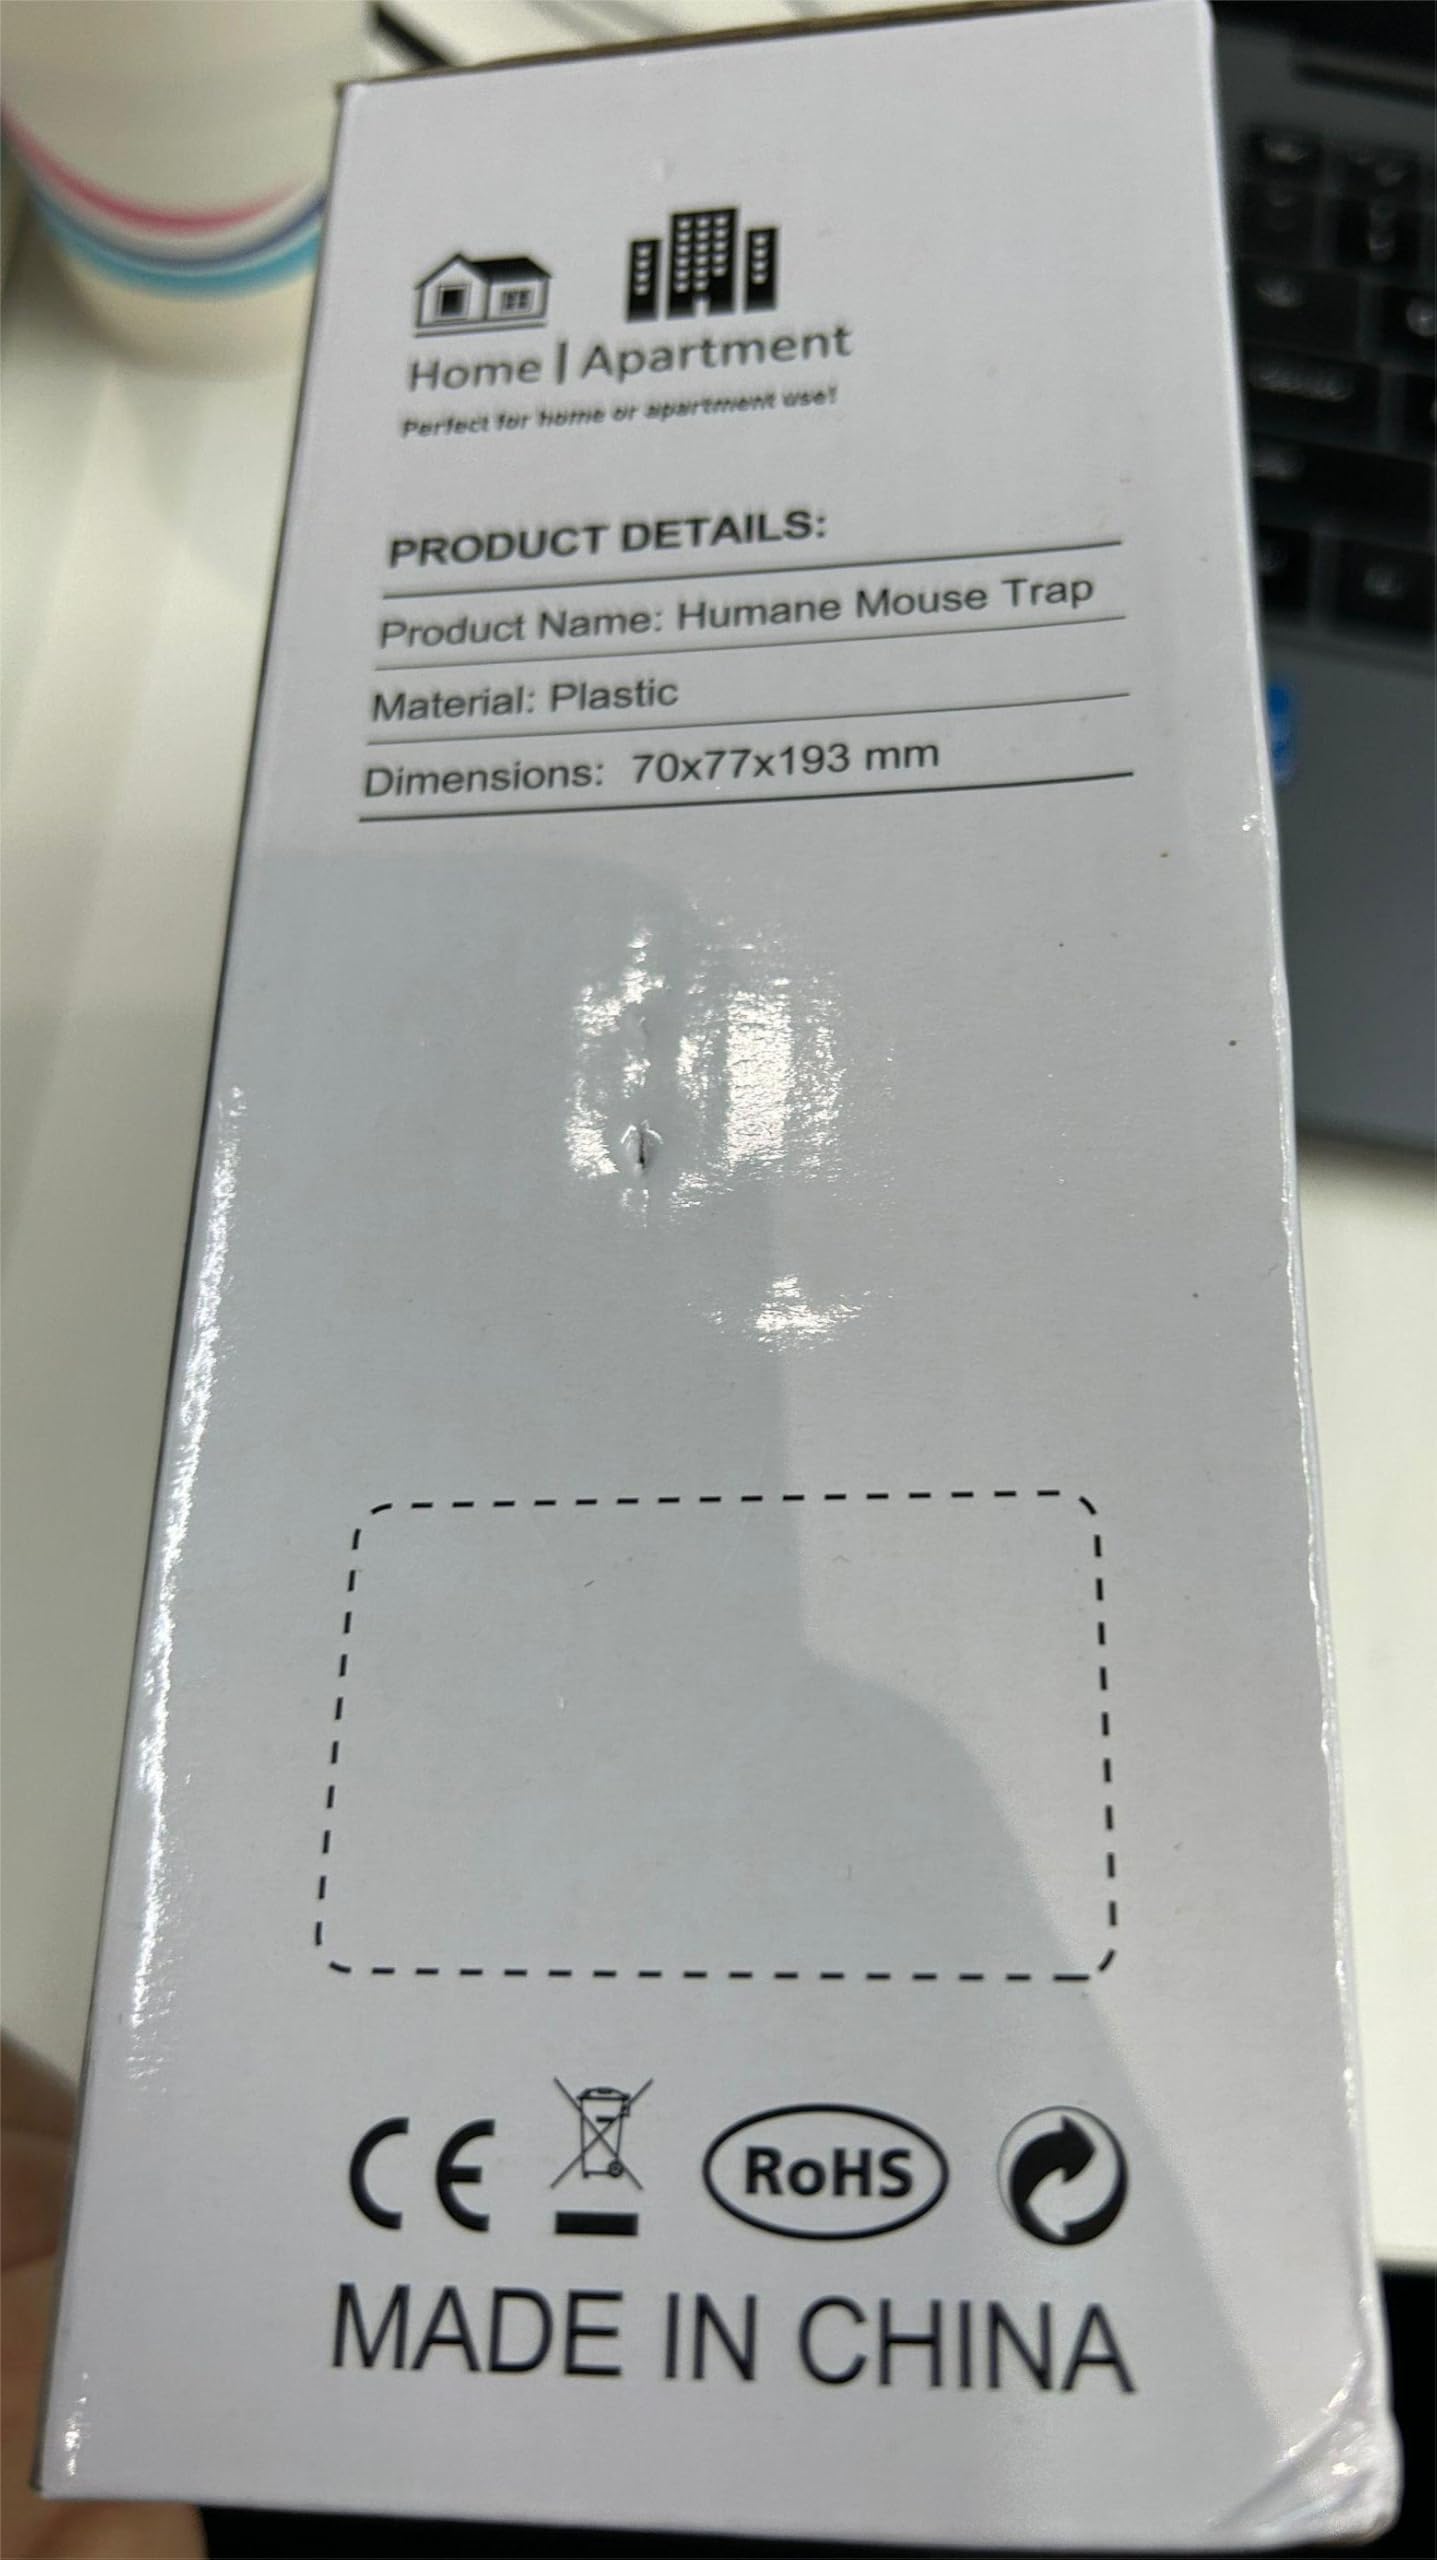 Home | Apartment
Perfect for home or apartment use!
PRODUCT DETAILS:
Product Name: Humane Mouse Trap
Material: Plastic
Dimensions: 70x77x193 mm
CE RoHS
MADE IN CHINA